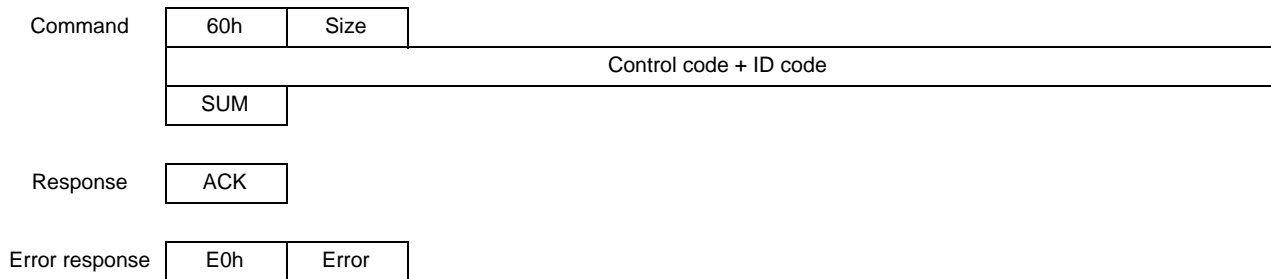 Command 60h Size
Control code + ID code
SUM
Response ACK
Error response E0h Error